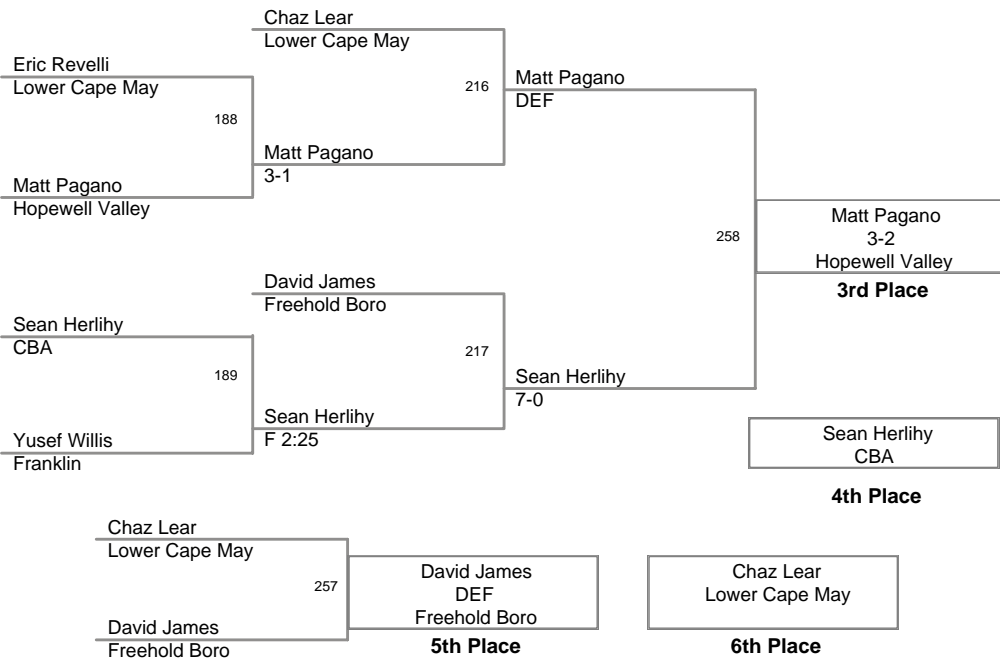 Chaz Lear
Lower Cape May
Eric Revelli
Lower Cape May
216
Matt Pagano
DEF
188
Matt Pagano
3-1
Matt Pagano
Hopewell Valley
258
Matt Pagano
3-2
Hopewell Valley
3rd Place
David James
Freehold Boro
Sean Herlihy
CBA
217
189
Sean Herlihy
7-0
Sean Herlihy
F 2:25
Yusef Willis
Franklin
Sean Herlihy
CBA
4th Place
Chaz Lear
Lower Cape May
257
David James
DEF
Freehold Boro
5th Place
David James
Freehold Boro
Chaz Lear
Lower Cape May
6th Place